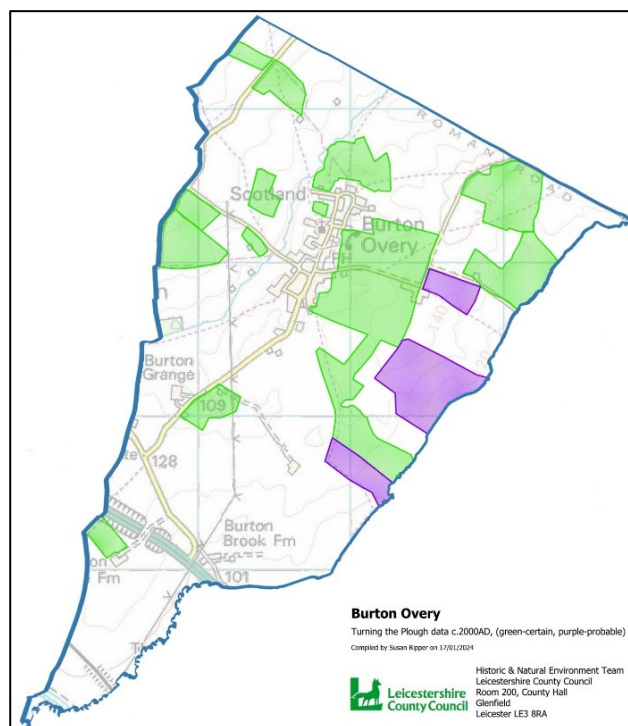 ROMAN ROAD
Scotland
Burton
Overy
PH
140
Burton
Grange
109
128
Burton
Brook Fm
101
Fm
Burton Overy
Turning the Plough data c.2000AD, (green-certain, purple-probable)
Compiled by Susan Ripper on 17/01/2024
Leicestershire
County Council
Historic & Natural Environment Team
Leicestershire County Council
Room 200, County Hall
Glenfield
Leicester LE3 8RA